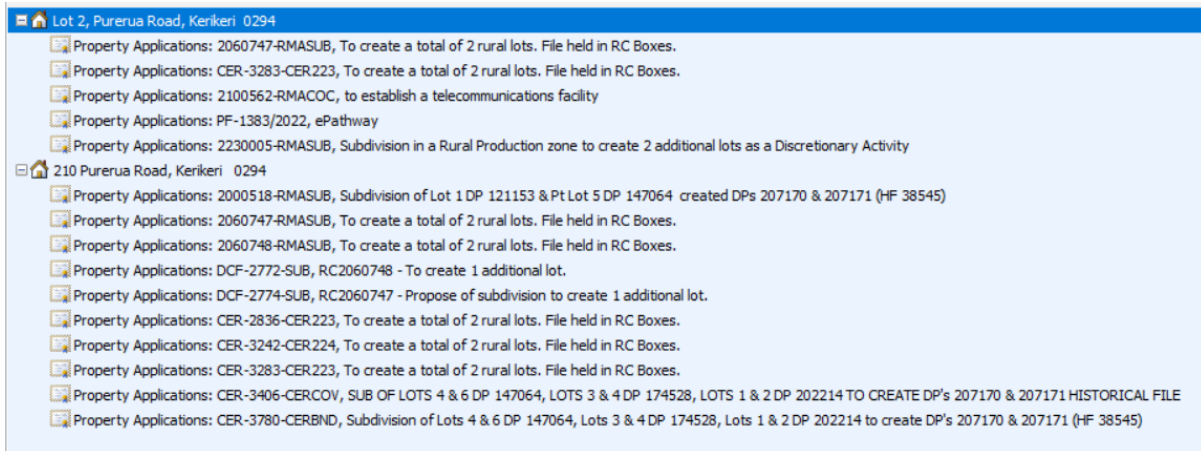 Lot 2, Purerua Road, Kerikeri 0294
Property Applications: 2060747-RMASUB, To create a total of 2 rural lots. File held in RC Boxes.
Property Applications: CER-3283-CER223, To create a total of 2 rural lots. File held in RC Boxes.
Property Applications: 2100562-RMACOC, to establish a telecommunications facility
Property Applications: PF-1383/2022, ePathway
Property Applications: 2230005-RMASUB, Subdivision in a Rural Production zone to create 2 additional lots as a Discretionary Activity
210 Purerua Road, Kerikeri 0294
Property Applications: 2000518-RMASUB, Subdivision of Lot 1 DP 121153 & Pt Lot 5 DP 147064 created DPs 207170 & 207171 (HF 38545)
Property Applications: 2060747-RMASUB, To create a total of 2 rural lots. File held in RC Boxes.
Property Applications: 2060748-RMASUB, To create a total of 2 rural lots. File held in RC Boxes.
Property Applications: DCF-2772-SUB, RC2060748 - To create 1 additional lot.
Property Applications: DCF-2774-SUB, RC2060747 - Propose of subdivision to create 1 additional lot.
Property Applications: CER-2836-CER223, To create a total of 2 rural lots. File held in RC Boxes.
Property Applications: CER-3242-CER224, To create a total of 2 rural lots. File held in RC Boxes.
Property Applications: CER-3283-CER223, To create a total of 2 rural lots. File held in RC Boxes.
Property Applications: CER-3406-CERCOV, SUB OF LOTS 4 & 6 DP 147064, LOTS 3 & 4 DP 174528, LOTS 1 & 2 DP 202214 TO CREATE DP's 207170 & 207171 HISTORICAL FILE
Property Applications: CER-3780-CERBND, Subdivision of Lots 4 & 6 DP 147064, Lots 3 & 4 DP 174528, Lots 1 & 2 DP 202214 to create DP's 207170 & 207171 (HF 38545)